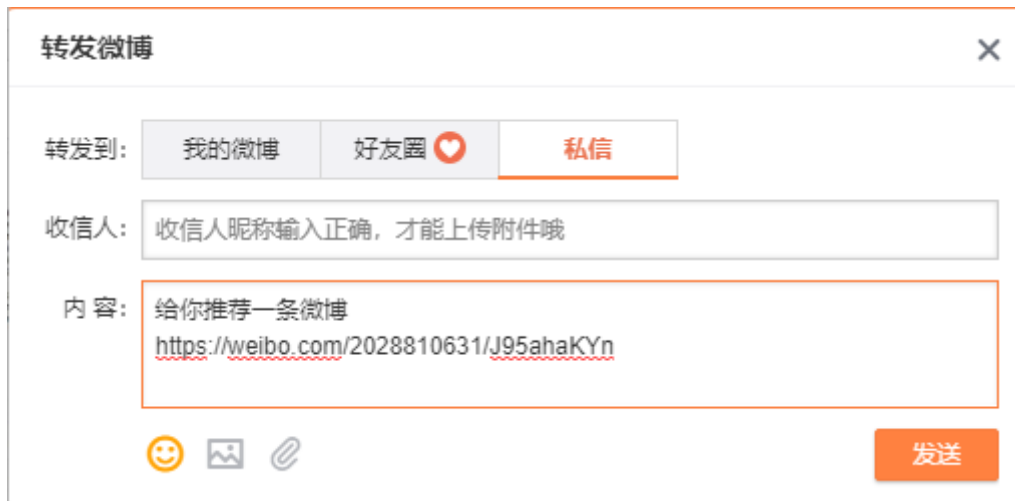 转发微博
转发到： 我的微博 好友圈 私信
收信人： 收信人昵称输入正确，才能上传附件哦
内 容： 给你推荐一条微博
https://weibo.com/2028810631/J95ahaKYn
发送